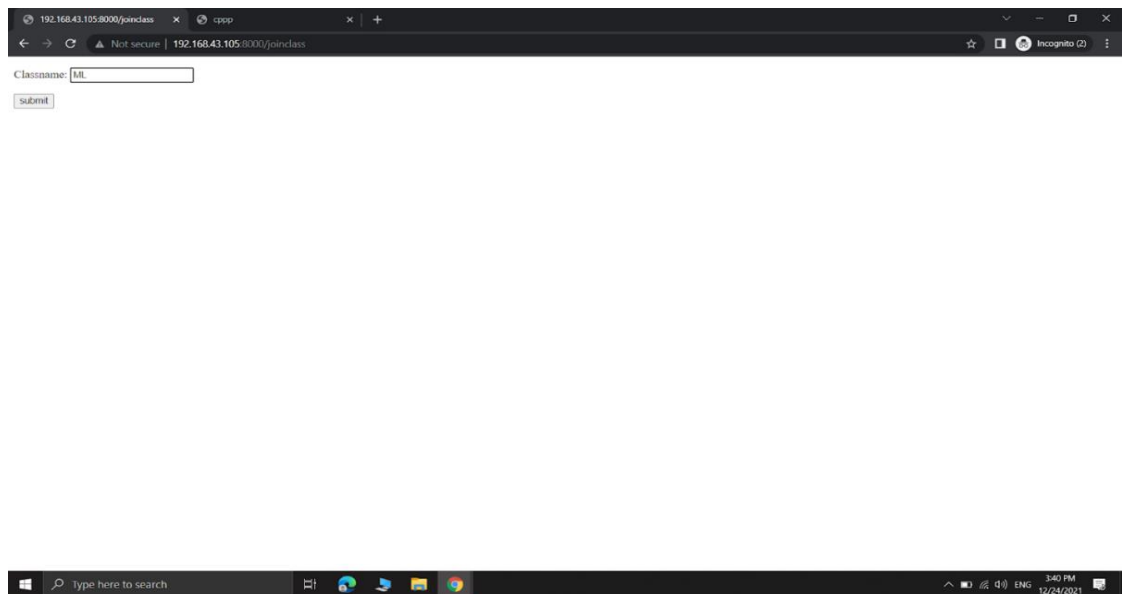 192.168.43.105:8000/joinclass
cppp
Not secure | 192.168.43.105:8000/joinclass
Incognito (2)
Classname: ML
submit
Type here to search
ENG
3:40 PM
12/24/2021